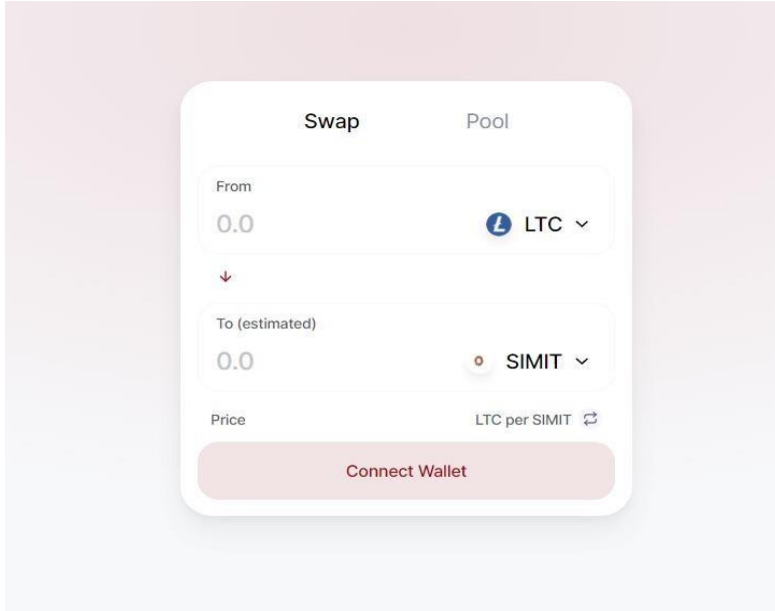 Swap Pool
From
0.0 LTC
To (estimated)
0.0 SIMIT
Price LTC per SIMIT
Connect Wallet